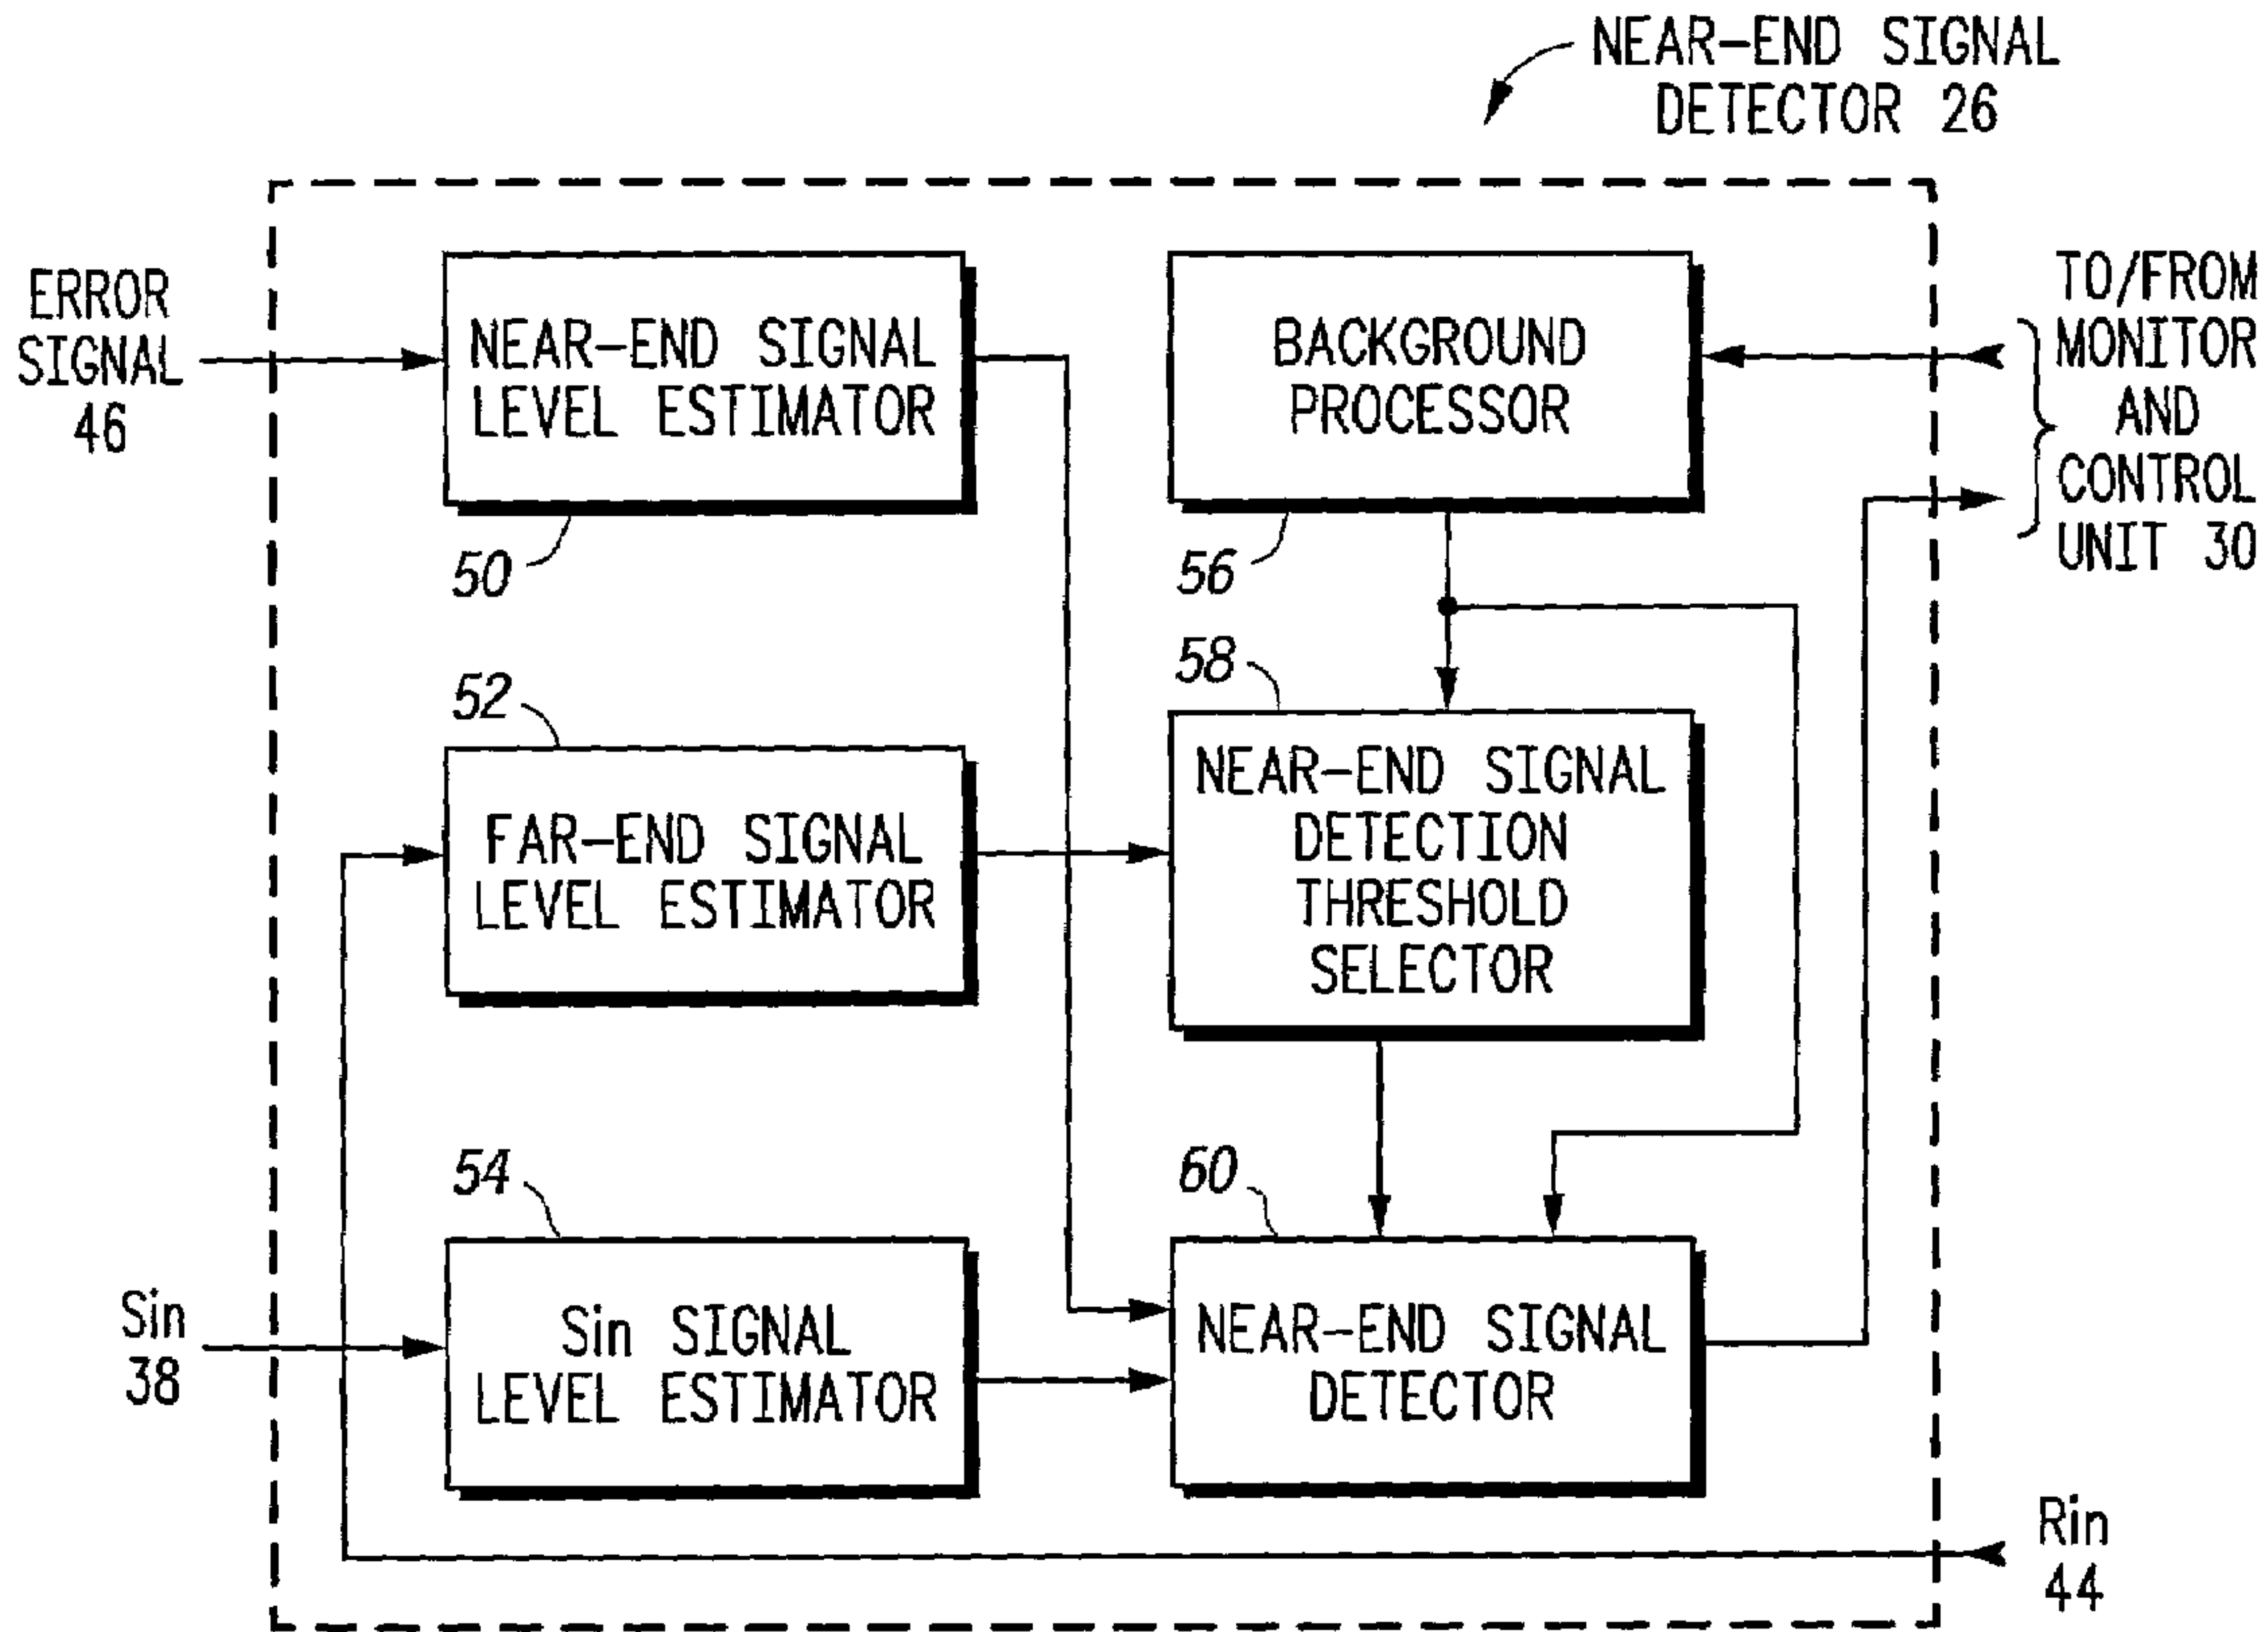 NEAR-END SIGNAL
DETECTOR 26
ERROR
SIGNAL
46
NEAR-END SIGNAL
LEVEL ESTIMATOR
50
BACKGROUND
PROCESSOR
56
TO/FROM
MONITOR
AND
CONTROL
UNIT 30
52
FAR-END SIGNAL
LEVEL ESTIMATOR
58
NEAR-END SIGNAL
DETECTION
THRESHOLD
SELECTOR
54
Sin
38
Sin SIGNAL
LEVEL ESTIMATOR
60
NEAR-END SIGNAL
DETECTOR
Rin
44